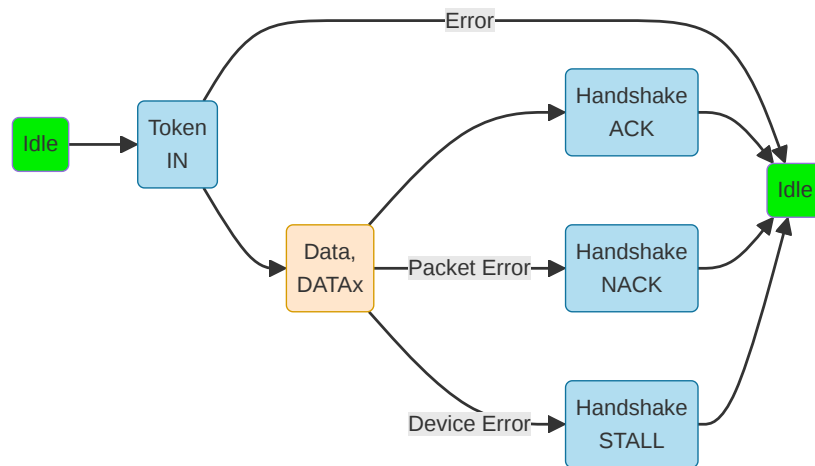 Error
Idle
Token
IN
Handshake
ACK
Idle
Data,
DATAx
Packet Error
Handshake
NACK
Device Error
Handshake
STALL